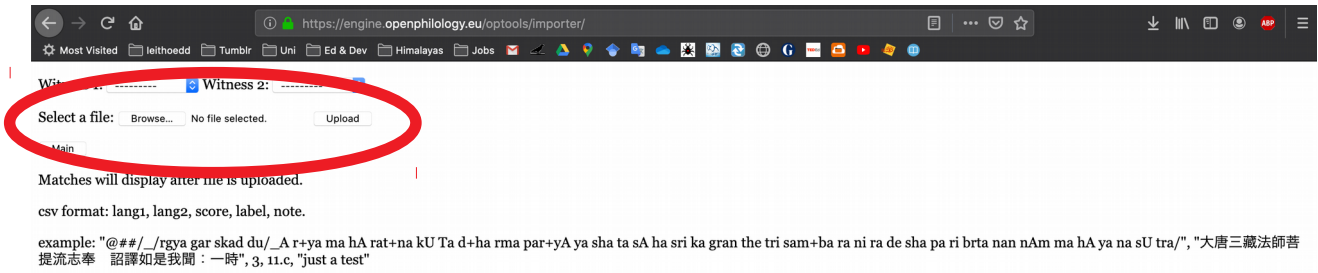 https://engine.openphilology.eu/optools/importer/
Most Visited leithoedd Tumblr Uni Ed & Dev Himalayas Jobs
Witness 1: --------- Witness 2: ---------
Select a file: Browse... No file selected. Upload
Main
Matches will display after file is uploaded.
csv format: lang1, lang2, score, label, note.
example: "@##/_/rgya gar skad du/_A r+ya ma hA rat+na kU Ta d+ha rma par+yA ya sha ta sA ha sri ka gran the tri sam+ba ra ni ra de sha pa ri brta nan nAm ma hA ya na sU tra/", "大唐三藏法師菩
提流志奉　詔譯如是我聞：一時", 3, 11.c, "just a test"